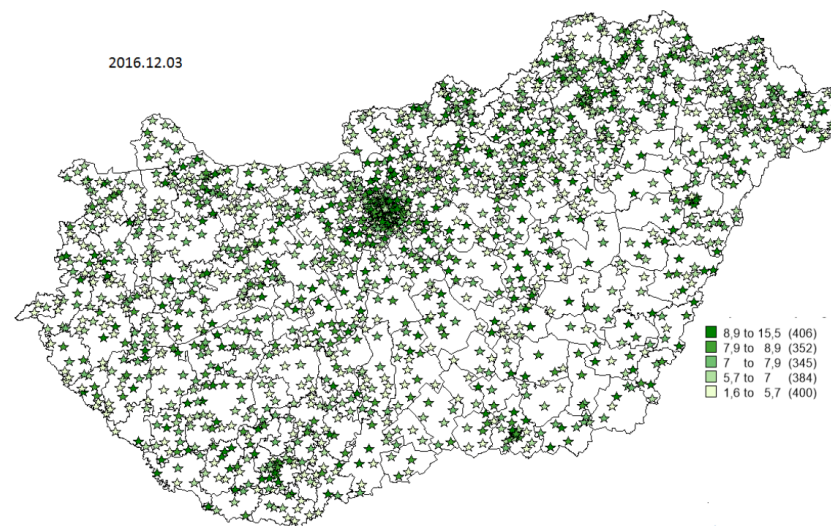 2016.12.03
8,9 to 15,5 (406)
7,9 to 8,9 (352)
7 to 7,9 (345)
5,7 to 7 (384)
1,6 to 5,7 (400)